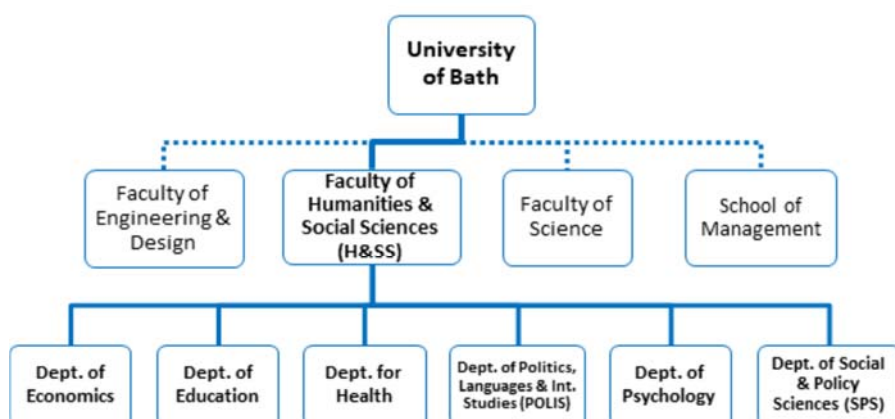 University
of Bath
Faculty of
Engineering &
Design
Faculty of
Humanities &
Social Sciences
(H&SS)
Faculty of
Science
School of
Management
Dept. of
Economics
Dept. of
Education
Dept. for
Health
Dept. of Politics,
Languages & Int.
Studies (POLIS)
Dept. of
Psychology
Dept. of Social
& Policy
Sciences (SPS)